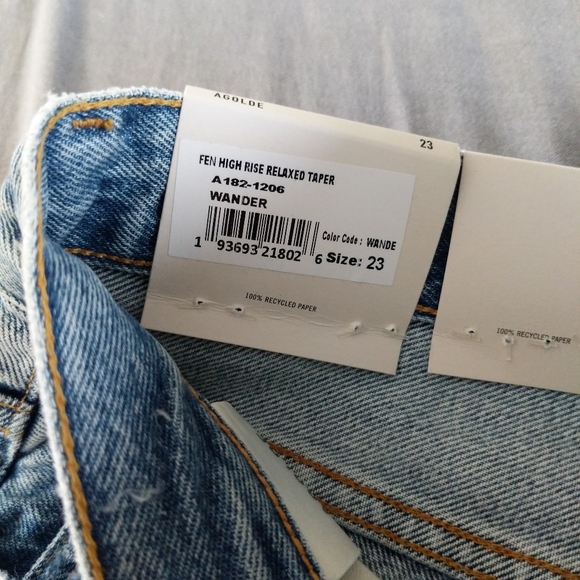 AGOLDE
23
FEN HIGH RISE RELAXED TAPER
A182-1206
WANDER
Color Code: WANDE
1 93693 21802 6 Size: 23
100% RECYCLED PAPER
100% RECYCLED PAPER